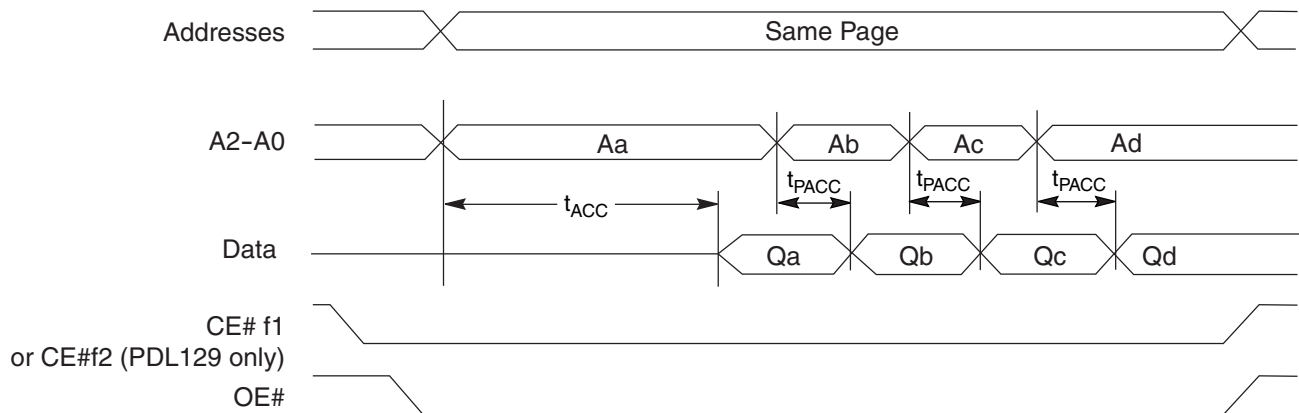 Addresses
Same Page
A2–A0
Aa
Ab
Ac
Ad
tACC
tPACC
tPACC
tPACC
Data
Qa
Qb
Qc
Qd
CE# f1
or CE#f2 (PDL129 only)
OE#